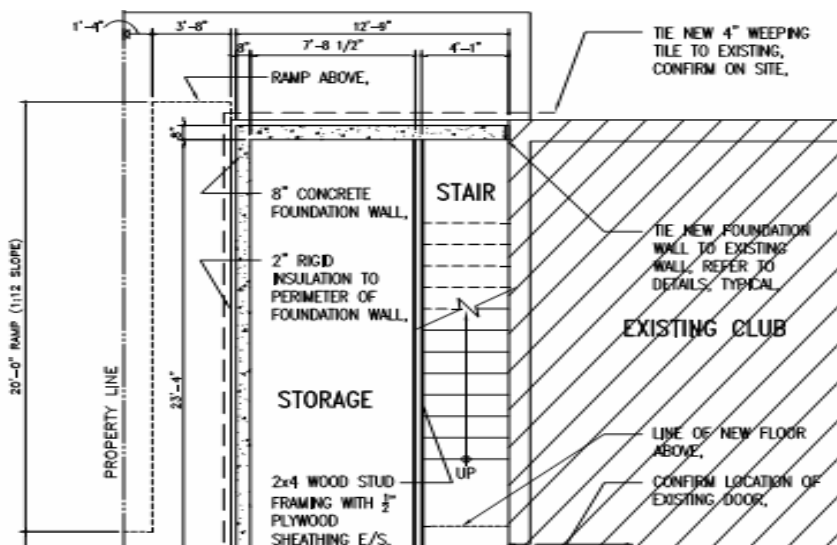 1'-4"
3'-8"
12'-9"
8"
7'-8 1/2"
4'-1"
TIE NEW 4" WEEPING
TILE TO EXISTING,
CONFIRM ON SITE,
RAMP ABOVE,
8"
8" CONCRETE
FOUNDATION WALL,
STAIR
2" RIGID
INSULATION TO
PERIMETER OF
FOUNDATION WALL,
TIE NEW FOUNDATION
WALL TO EXISTING
WALL, REFER TO
DETAILS, TYPICAL,
EXISTING CLUB
20'-0" RAMP (1:12 SLOPE)
PROPERTY LINE
23'-4"
STORAGE
LINE OF NEW FLOOR
ABOVE,
UP
2x4 WOOD STUD
FRAMING WITH 1/2"
PLYWOOD
SHEATHING E/S,
CONFIRM LOCATION OF
EXISTING DOOR,